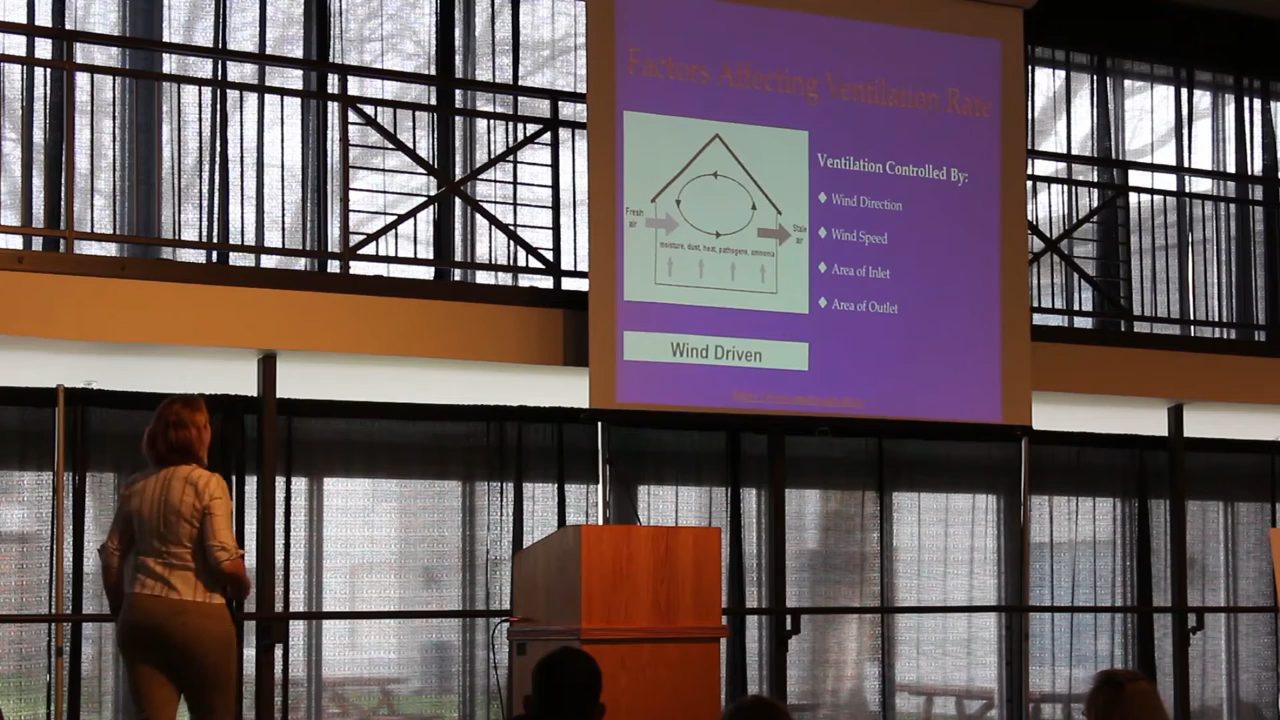 Factors Affecting Ventilation Rate
Fresh
air
Stale
air
moisture, dust, heat, pathogens, ammonia
Wind Driven
Ventilation Controlled By:
Wind Direction
Wind Speed
Area of Inlet
Area of Outlet